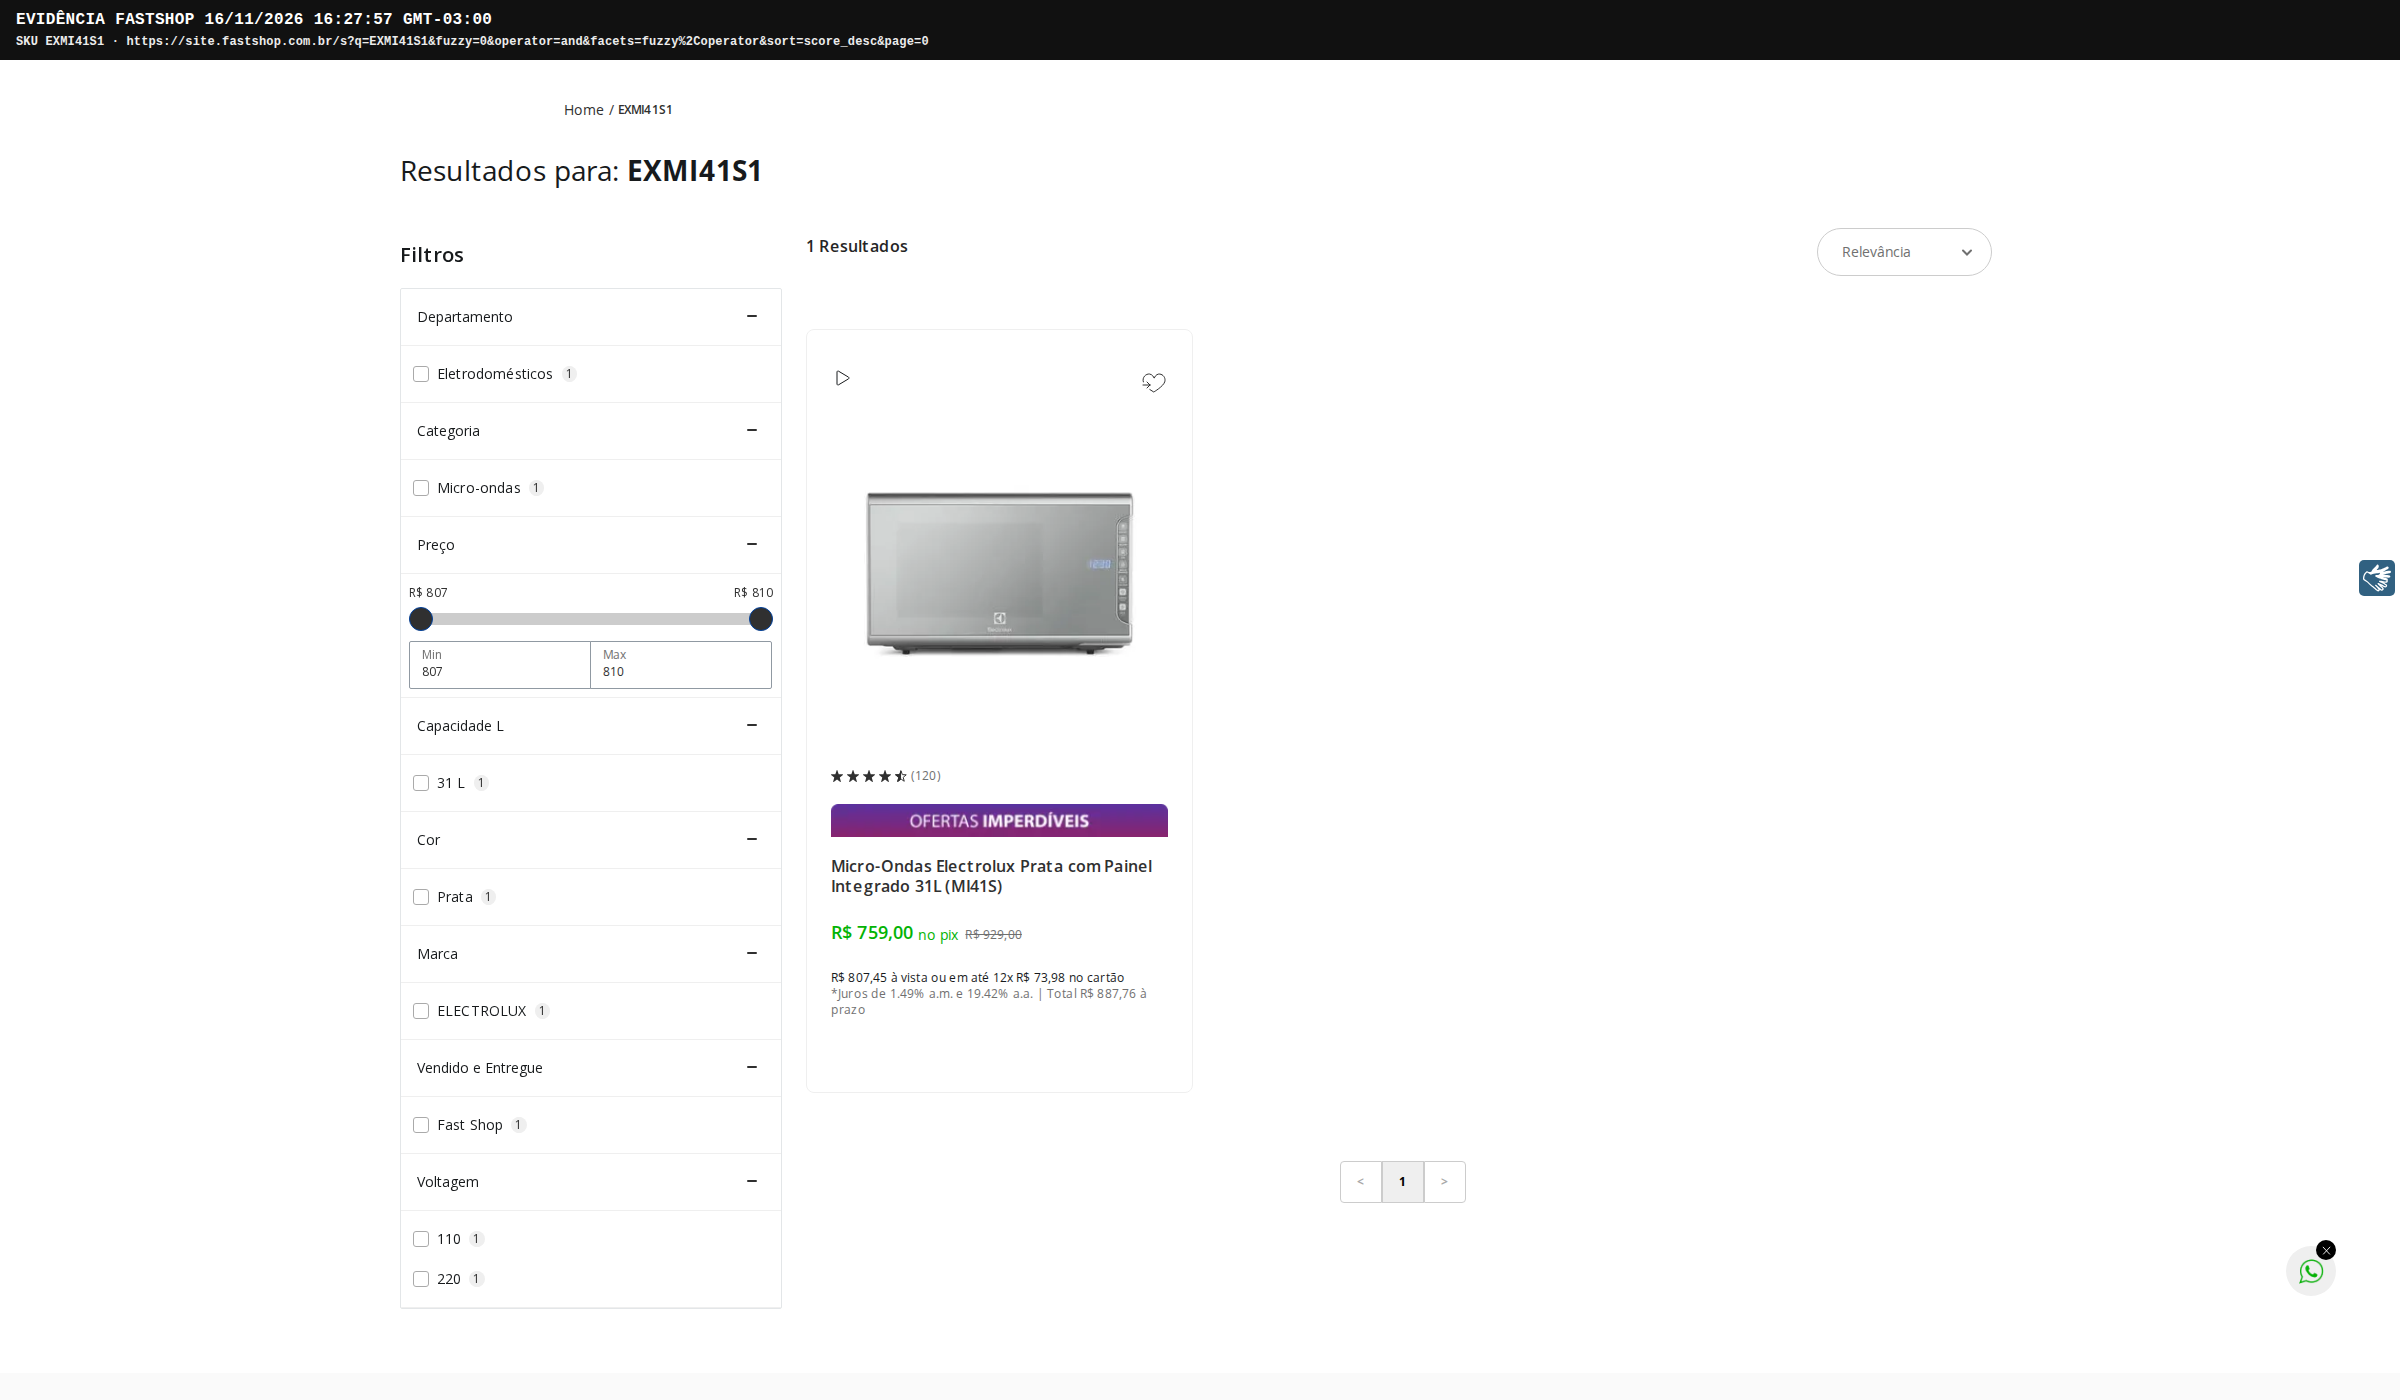 EVIDÊNCIA FASTSHOP 16/11/2026 16:27:57 GMT-03:00
SKU EXMI41S1 · https://site.fastshop.com.br/s?q=EXMI41S1&fuzzy=0&operator=and&facets=fuzzy%2Coperator&sort=score_desc&page=0
Home / EXMI41S1
Resultados para: EXMI41S1
Filtros
1 Resultados
Relevância
Departamento
Eletrodomésticos 1
Categoria
Micro-ondas 1
Preço
R$ 807
R$ 810
Min
807
Max
810
Capacidade L
31 L 1
Cor
Prata 1
Marca
ELECTROLUX 1
Vendido e Entregue
Fast Shop 1
Voltagem
110 1
220 1
Electrolux
(120)
OFERTAS IMPERDÍVEIS
Micro-Ondas Electrolux Prata com Painel
Integrado 31L (MI41S)
R$ 759,00 no pix R$ 929,00
R$ 807,45 à vista ou em até 12x R$ 73,98 no cartão
*Juros de 1.49% a.m. e 19.42% a.a. | Total R$ 887,76 à
prazo
< 1 >